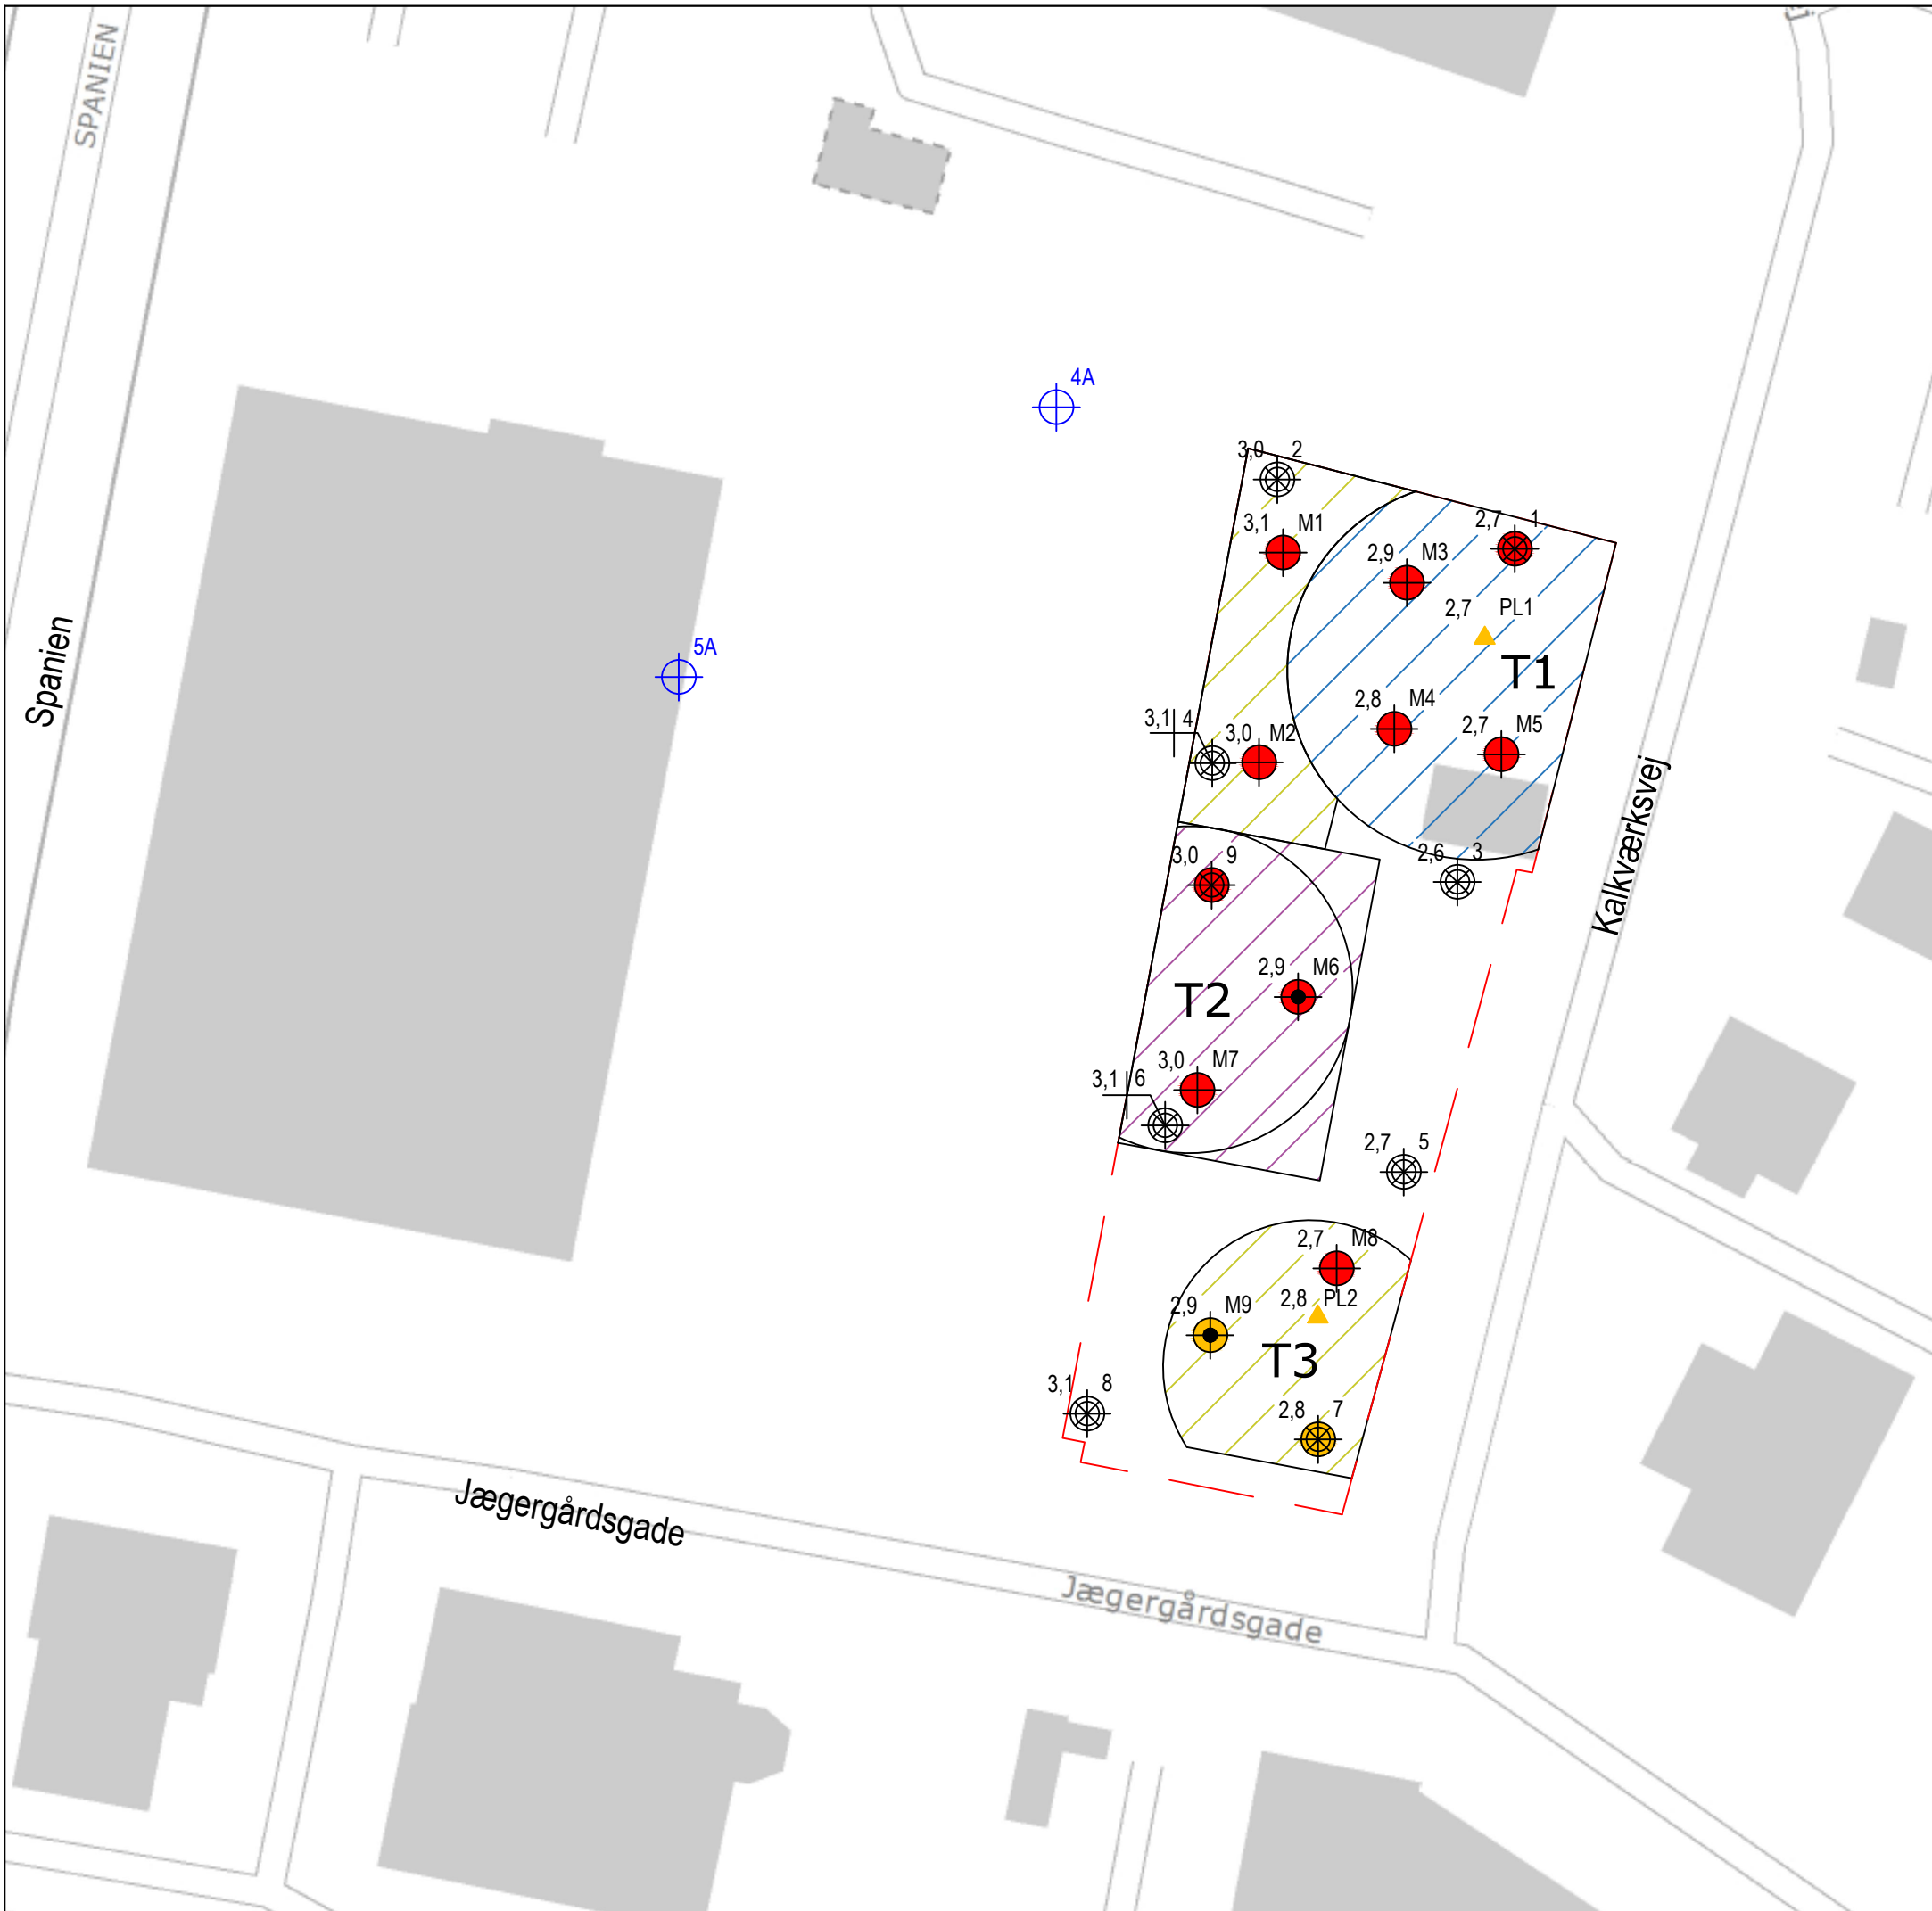 SPANIEN
4A
3,0 2
3,1 M1
2,7 1
2,9 M3
2,7 PL1
Spanien
5A
T1
2,8 M4
2,7 M5
3,1 4
3,0 M2
Kalkværksvej
2,6 3
3,0 9
2,9 M6
T2
3,0 M7
3,1 6
2,7 5
2,7 M8
2,9 M9
2,8 PL2
T3
3,1 8
2,8 7
Jægergårdsgade
Jægergårdsgade